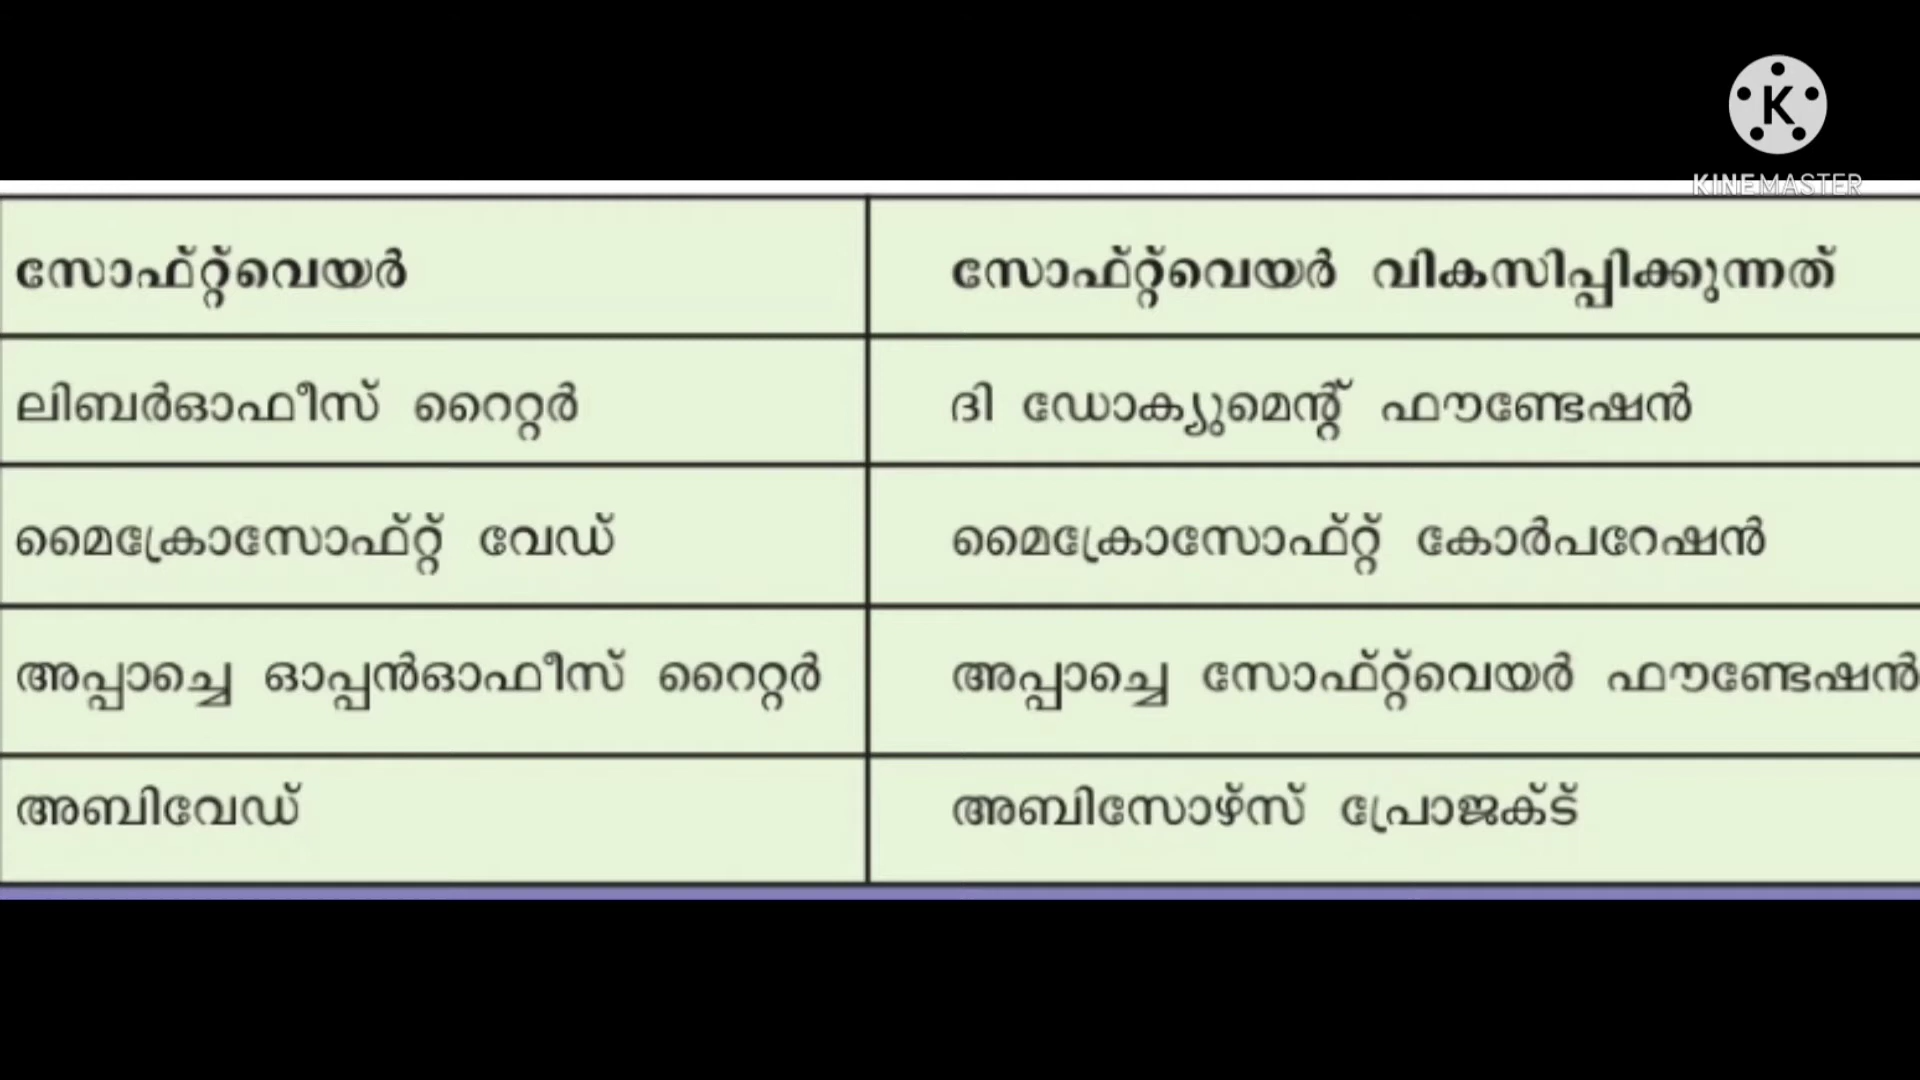 K
KINEMASTER
സോഫ്റ്റ്‌വെയർ സോഫ്റ്റ്‌വെയർ വികസിപ്പിക്കുന്നത്
ലിബർഓഫീസ് റൈറ്റർ ദി ഡോക്യുമെന്റ് ഫൗണ്ടേഷൻ
മൈക്രോസോഫ്റ്റ് വേഡ് മൈക്രോസോഫ്റ്റ് കോർപറേഷൻ
അപ്പാച്ചെ ഓപ്പൻഓഫീസ് റൈറ്റർ അപ്പാച്ചെ സോഫ്റ്റ്‌വെയർ ഫൗണ്ടേഷൻ
അബിവേഡ് അബിസോഴ്സ് പ്രോജക്ട്